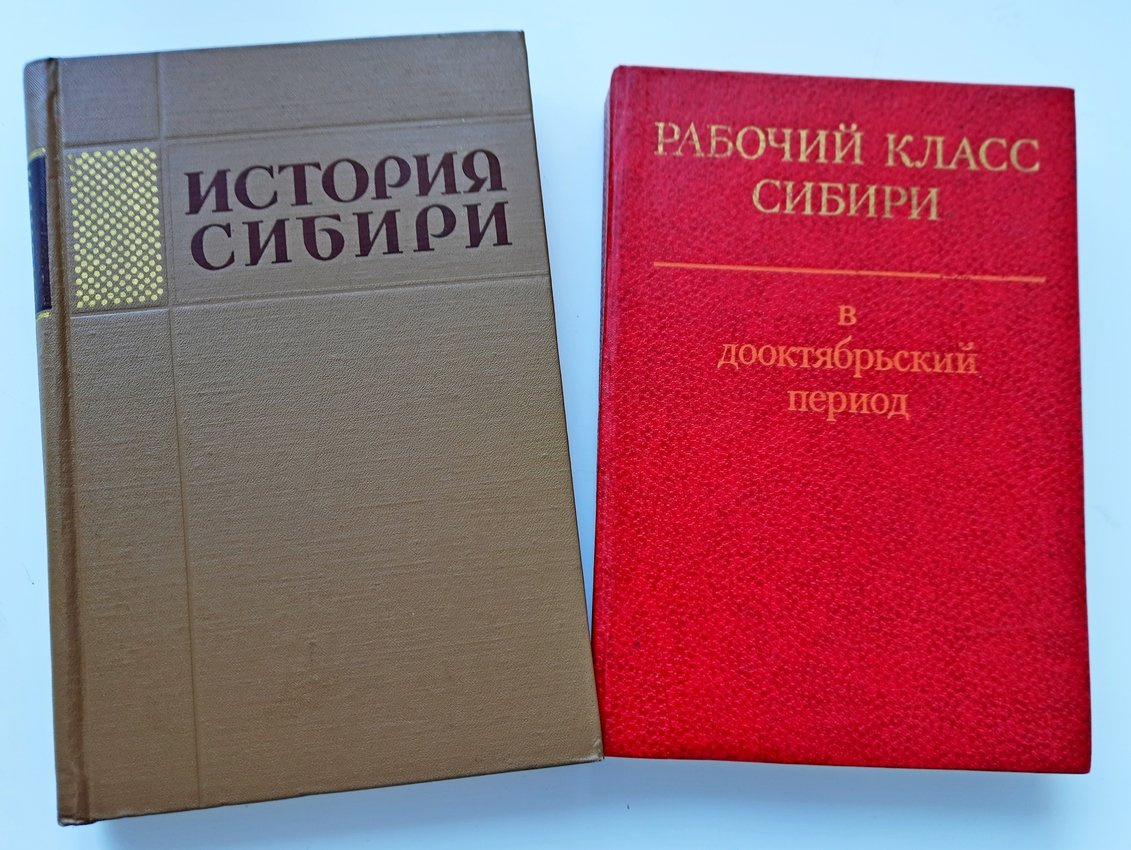 ИСТОРИЯ
СИБИРИ
РАБОЧИЙ КЛАСС
СИБИРИ
в
дооктябрьский
период